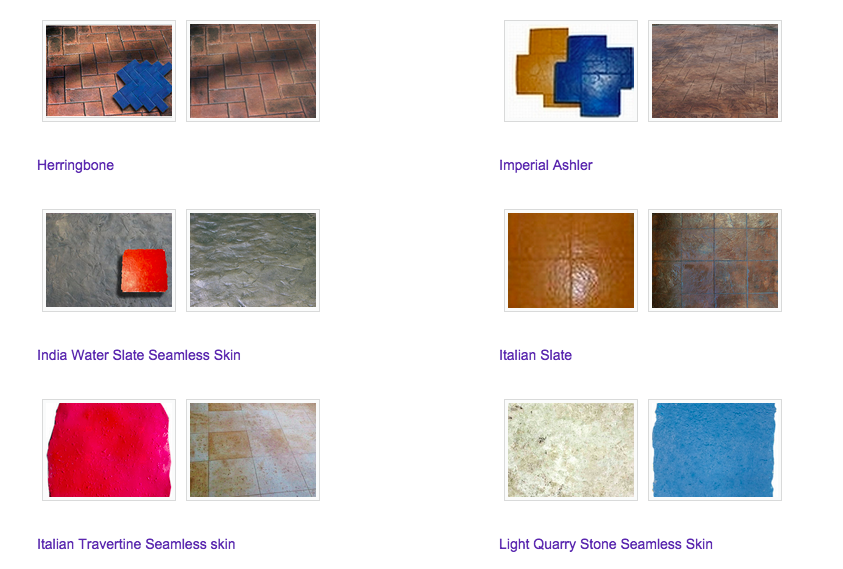 Herringbone
Imperial Ashler
India Water Slate Seamless Skin
Italian Slate
Italian Travertine Seamless skin
Light Quarry Stone Seamless Skin